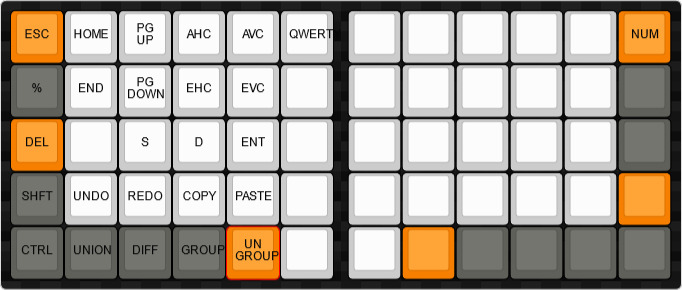 ESC HOME PG UP AHC AVC QWERT NUM
% END PG DOWN EHC EVC
DEL S D ENT
SHFT UNDO REDO COPY PASTE
CTRL UNION DIFF GROUP UN GROUP